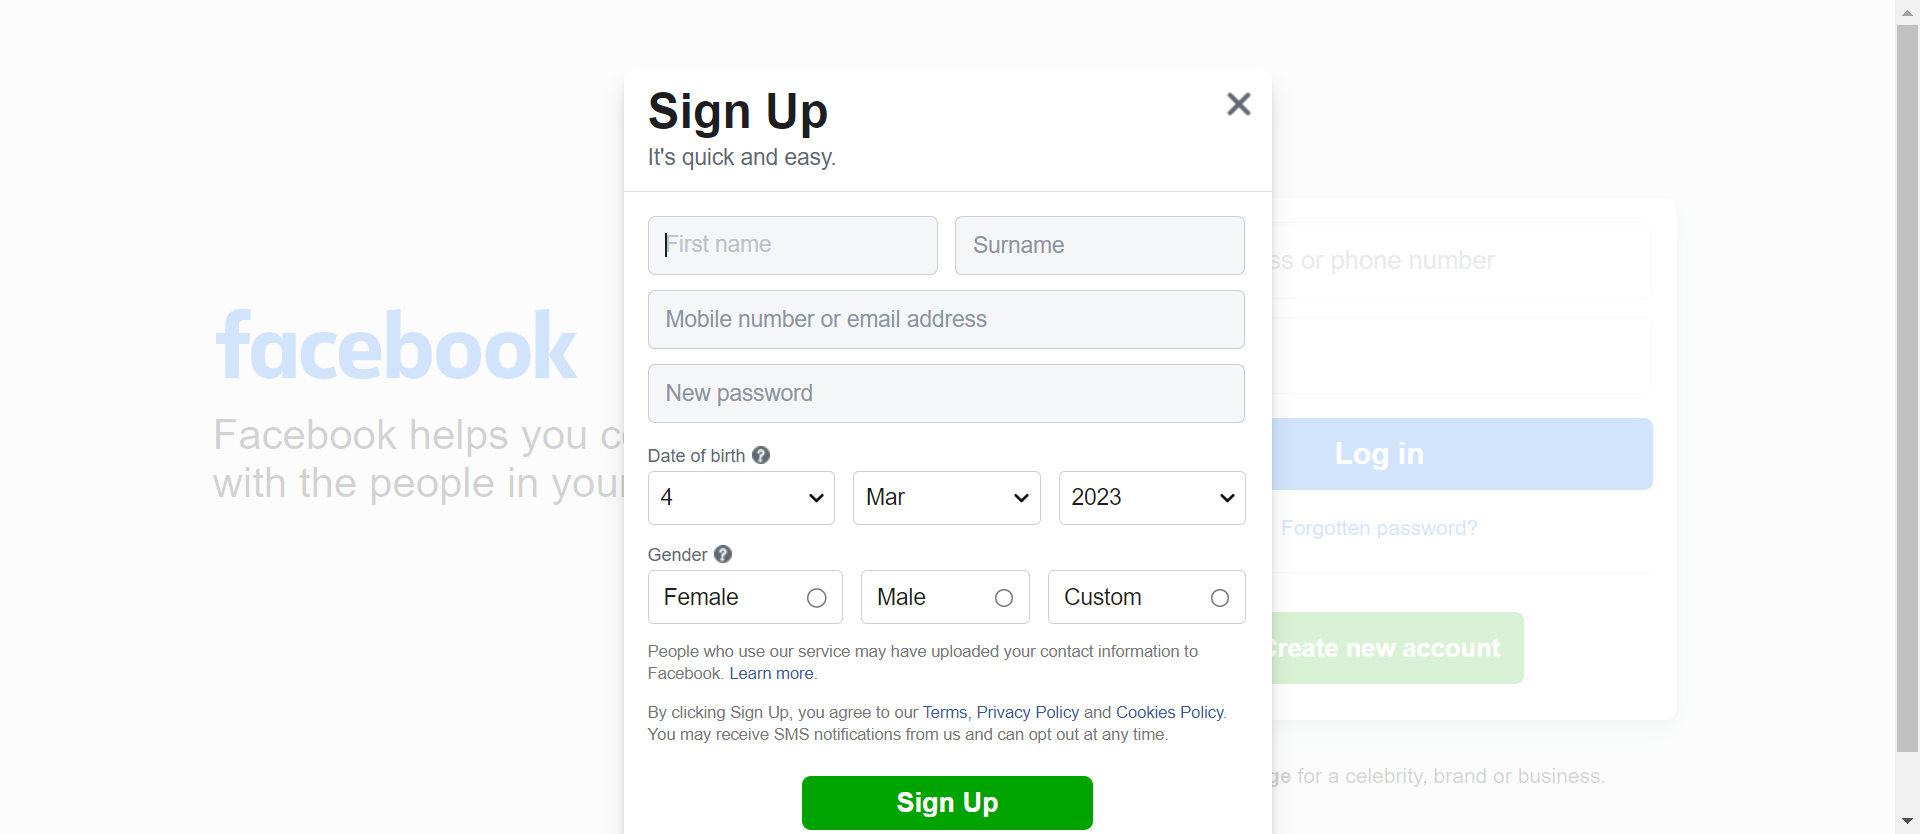 Sign Up
It's quick and easy.
First name
Surname
Mobile number or email address
New password
Date of birth ?
4
Mar
2023
Gender ?
Female
Male
Custom
People who use our service may have uploaded your contact information to
Facebook. Learn more.
By clicking Sign Up, you agree to our Terms, Privacy Policy and Cookies Policy.
You may receive SMS notifications from us and can opt out at any time.
Sign Up
facebook
Facebook helps you
with the people in your
or phone number
Log in
Forgotten password?
Create new account
for a celebrity, brand or business.